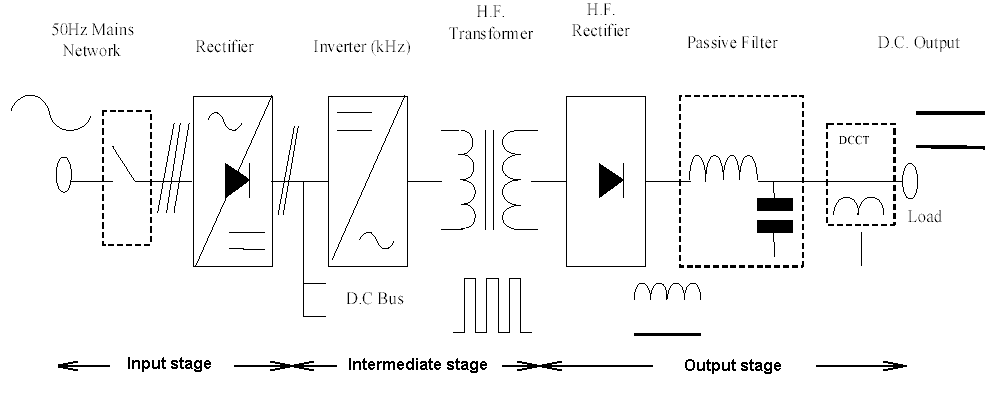 50Hz Mains
Network
Rectifier
Inverter (kHz)
H.F.
Transformer
H.F.
Rectifier
Passive Filter
D.C. Output
DCCT
Load
D.C Bus
Input stage
Intermediate stage
Output stage